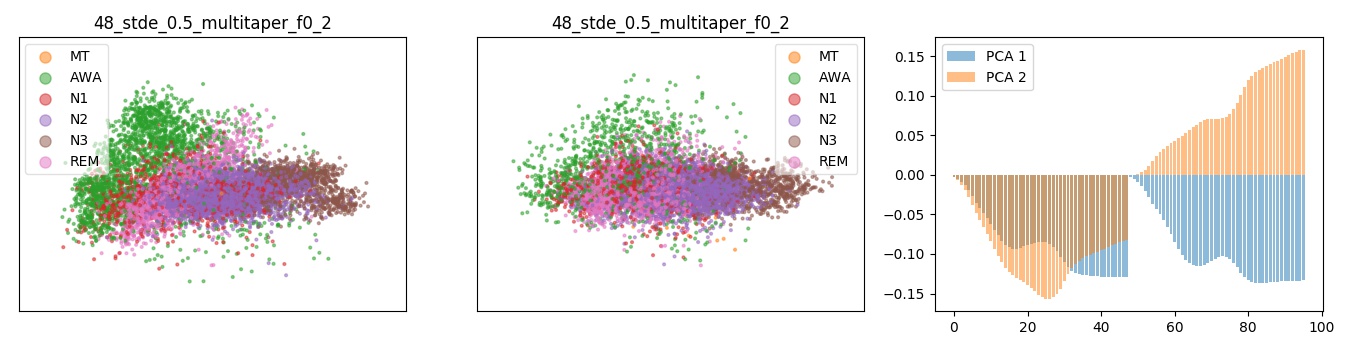 48_stde_0.5_multitaper_f0_2
MT
AWA
N1
N2
N3
REM
48_stde_0.5_multitaper_f0_2
MT
AWA
N1
N2
N3
REM
PCA 1
PCA 2
0.15
0.10
0.05
0.00
−0.05
−0.10
−0.15
0 20 40 60 80 100